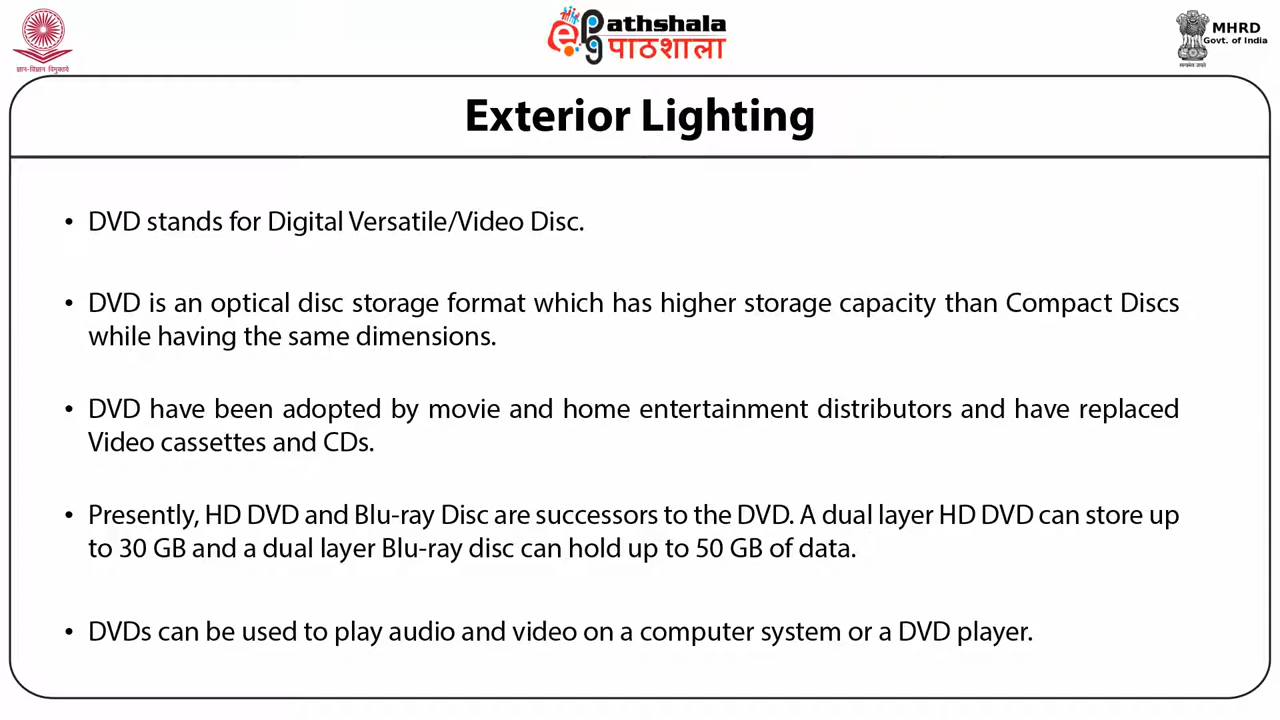 ज्ञान-विज्ञान विमुक्तये
ePG Pathshala
पाठशाला
MHRD
Govt. of India
सत्यमेव जयते
Exterior Lighting
• DVD stands for Digital Versatile/Video Disc.
• DVD is an optical disc storage format which has higher storage capacity than Compact Discs
while having the same dimensions.
• DVD have been adopted by movie and home entertainment distributors and have replaced
Video cassettes and CDs.
• Presently, HD DVD and Blu-ray Disc are successors to the DVD. A dual layer HD DVD can store up
to 30 GB and a dual layer Blu-ray disc can hold up to 50 GB of data.
• DVDs can be used to play audio and video on a computer system or a DVD player.